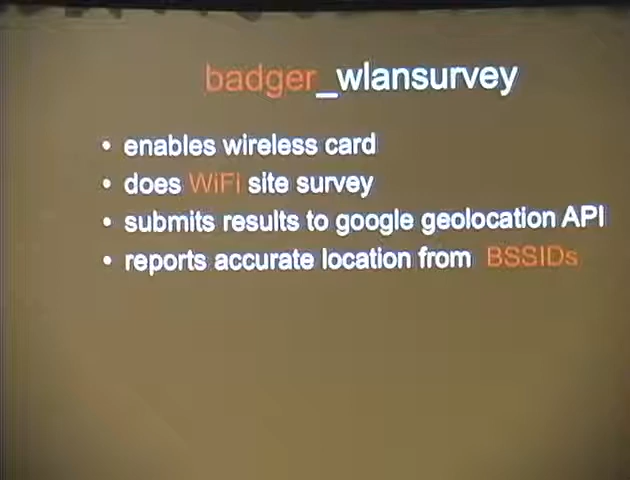 badger_wlansurvey
• enables wireless card
• does WiFI site survey
• submits results to google geolocation API
• reports accurate location from BSSIDs